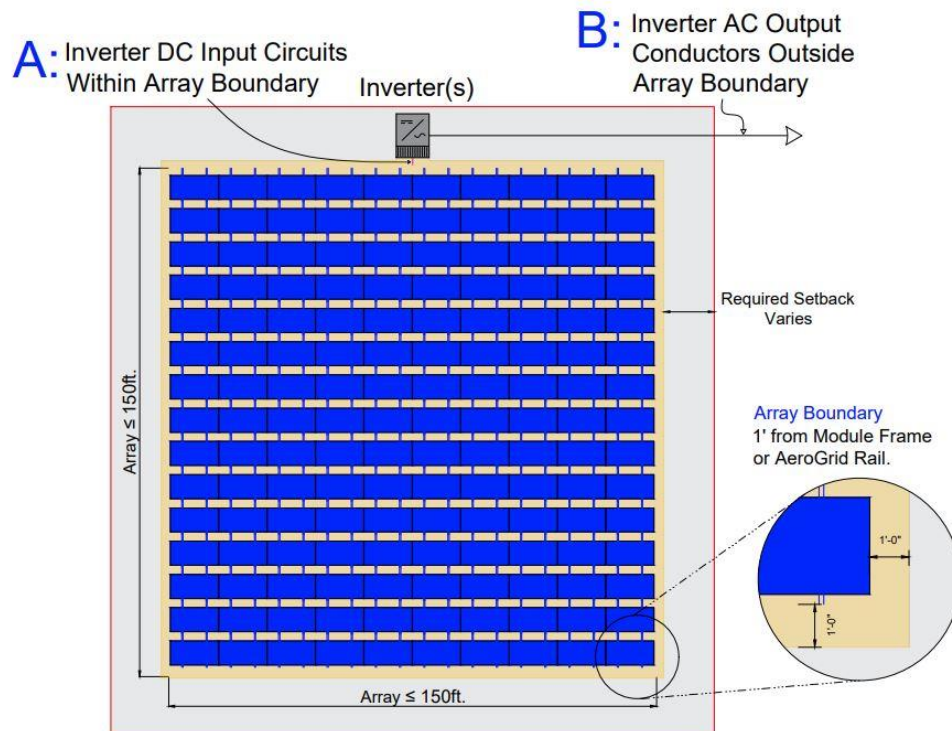 A: Inverter DC Input Circuits
Within Array Boundary
Inverter(s)
B: Inverter AC Output
Conductors Outside
Array Boundary
Array ≤ 150ft.
Required Setback
Varies
Array Boundary
1' from Module Frame
or AeroGrid Rail.
1'-0"
1'-0"
Array ≤ 150ft.